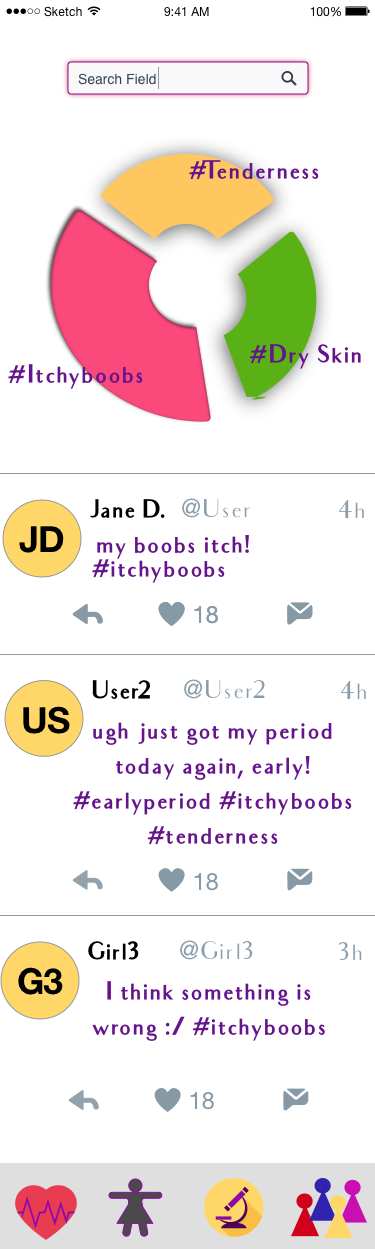 Sketch 9:41 AM 100%
Search Field
#Tenderness
#Dry Skin
#Itchyboobs
JD Jane D. @User 4h
my boobs itch!
#itchyboobs
18
US User2 @User2 4h
ugh just got my period
today again, early!
#earlyperiod #itchyboobs
#tenderness
18
G3 Girl3 @Girl3 3h
I think something is
wrong :/ #itchyboobs
18